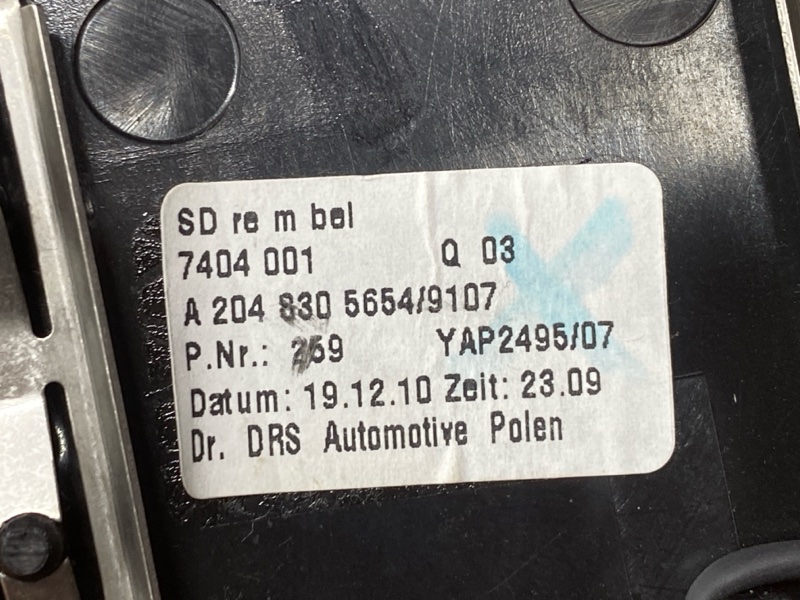 SD re m bel
7404 001 Q 03
A 204 830 5654/9107
P.Nr.: 259 YAP2495/07
Datum: 19.12.10 Zeit: 23.09
Dr. DRS Automotive Polen